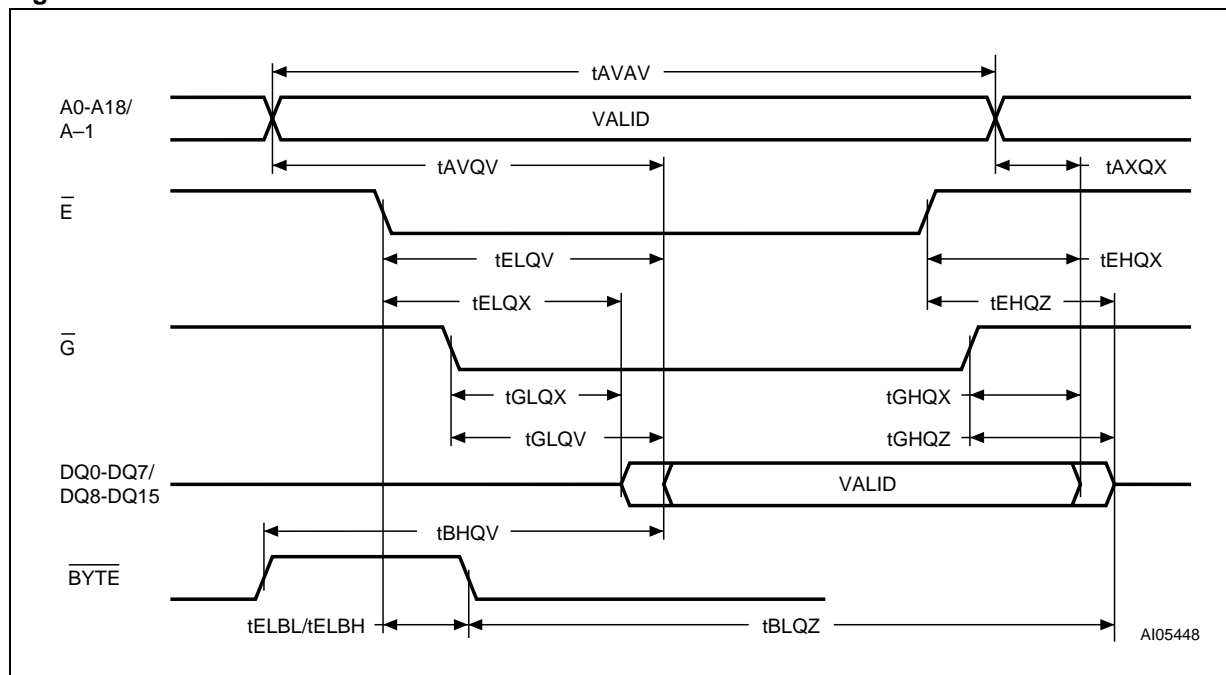 tAVAV
A0-A18/
A–1
VALID
tAVQV
tAXQX
E
tELQV
tEHQX
tELQX
tEHQZ
G
tGLQX
tGHQX
tGLQV
tGHQZ
DQ0-DQ7/
DQ8-DQ15
VALID
tBHQV
BYTE
tELBL/tELBH
tBLQZ
AI05448